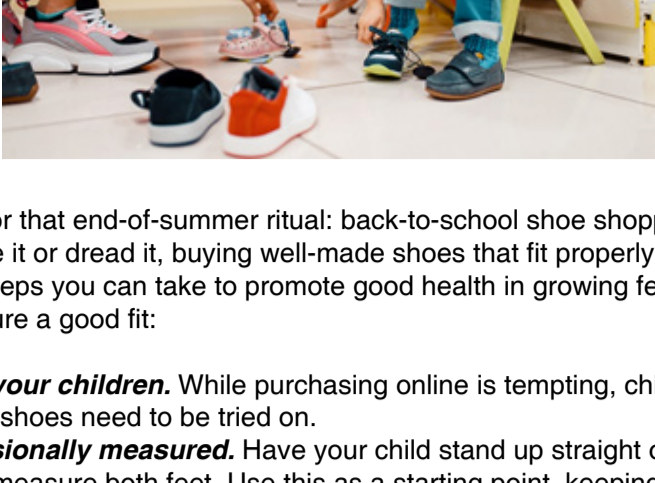 or that end-of-summer ritual: back-to-school shoe shopp
e it or dread it, buying well-made shoes that fit properly
eps you can take to promote good health in growing fe
ure a good fit:
your children. While purchasing online is tempting, chi
shoes need to be tried on.
sionally measured. Have your child stand up straight o
measure both feet. Use this as a starting point, keeping